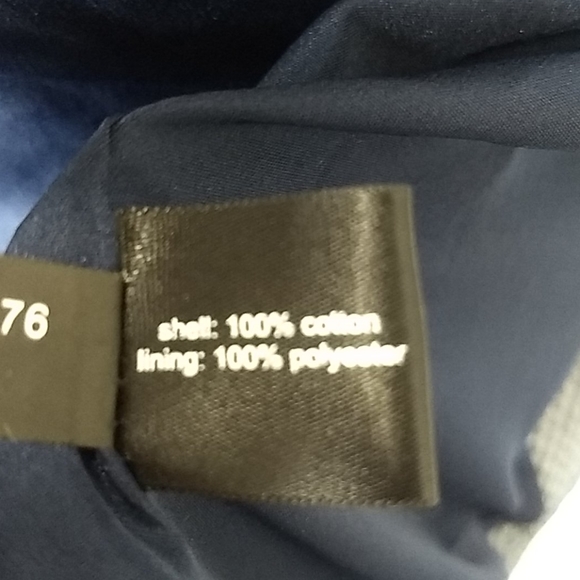 76
shell: 100% cotton
lining: 100% polyester